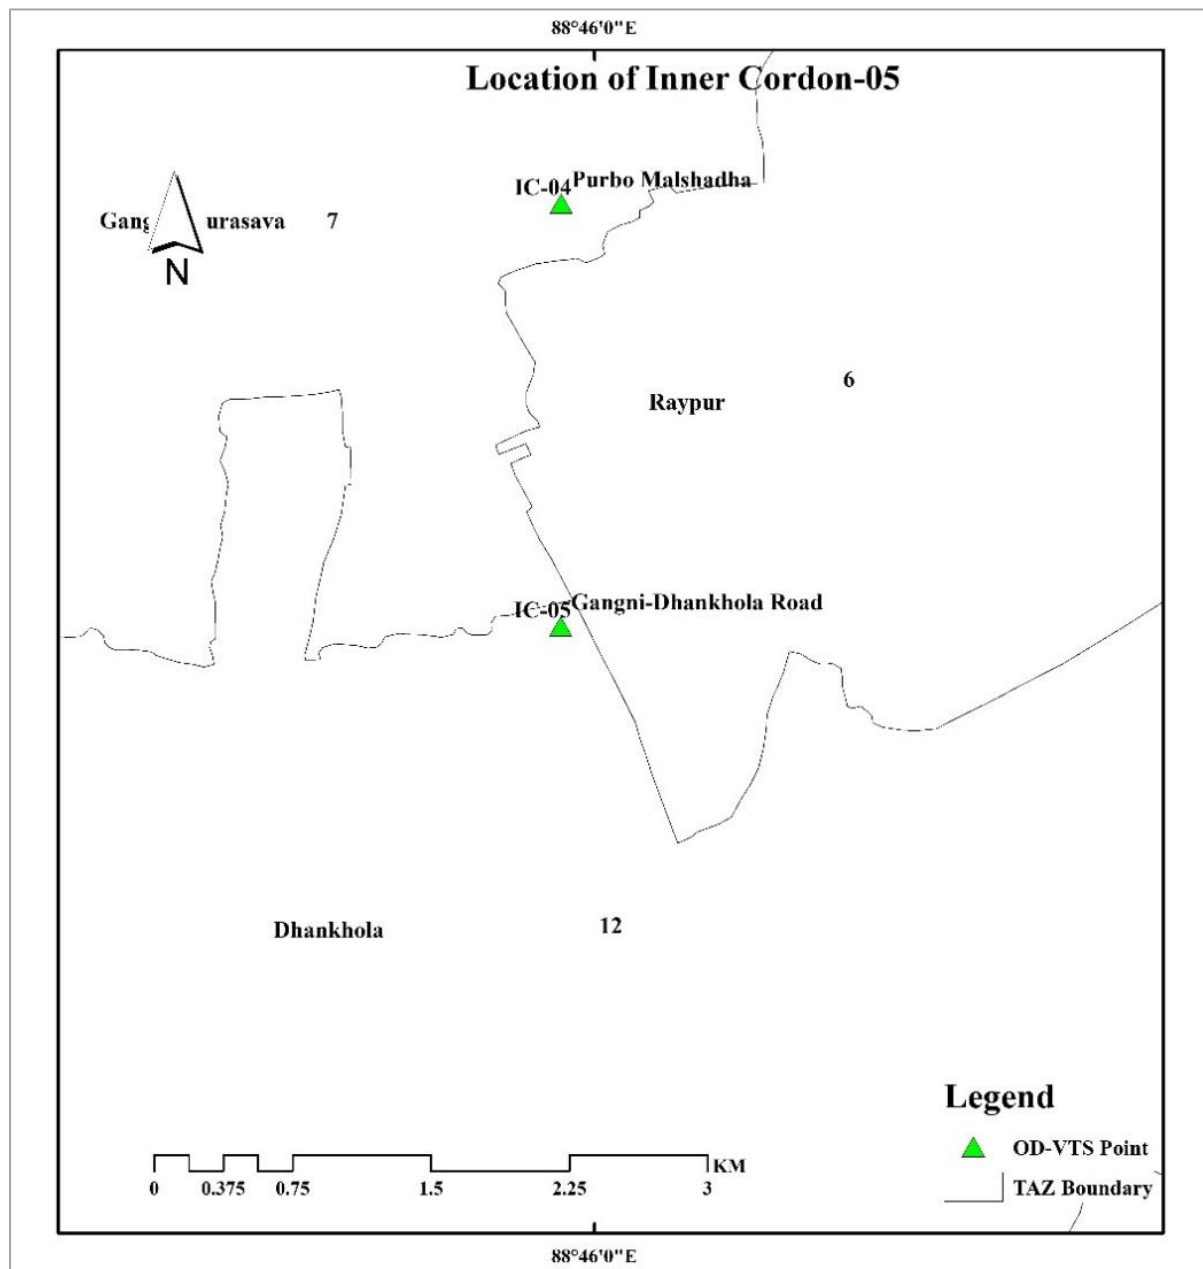 88°46'0"E
Location of Inner Cordon-05
IC-04 Purbo Malshadha
Gang urasava 7
N
6
Raypur
IC-05 Gangni-Dhankhola Road
12
Dhankhola
Legend
OD-VTS Point
TAZ Boundary
KM
0 0.375 0.75 1.5 2.25 3
88°46'0"E